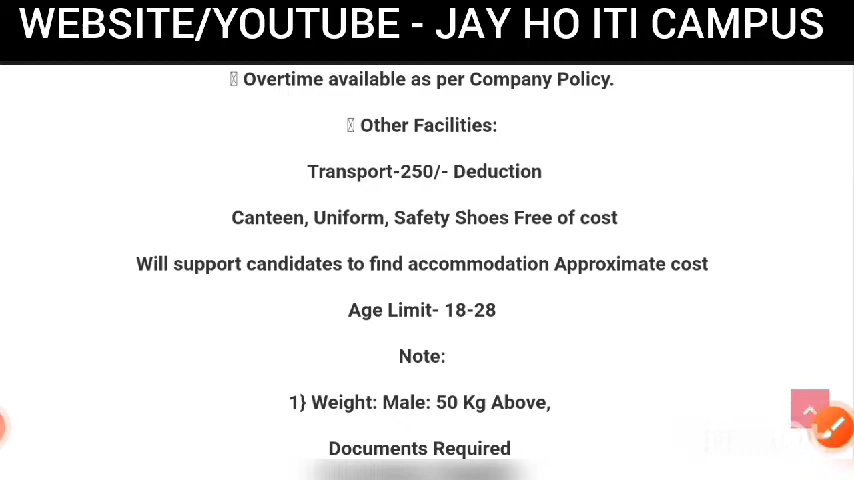 WEBSITE/YOUTUBE - JAY HO ITI CAMPUS
Overtime available as per Company Policy.
Other Facilities:
Transport-250/- Deduction
Canteen, Uniform, Safety Shoes Free of cost
Will support candidates to find accommodation Approximate cost
Age Limit- 18-28
Note:
1} Weight: Male: 50 Kg Above,
Documents Required